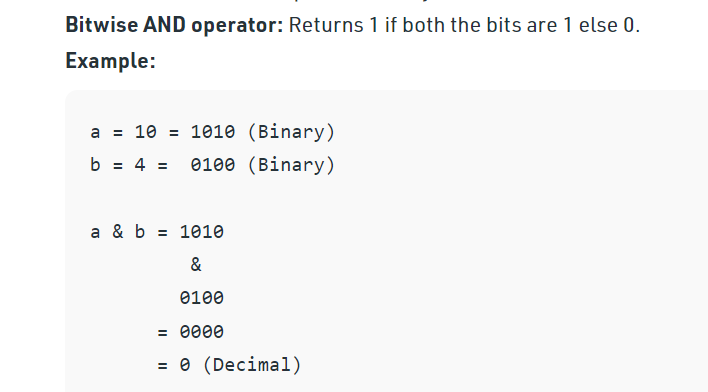 Bitwise AND operator: Returns 1 if both the bits are 1 else 0.
Example:
a = 10 = 1010 (Binary)
b = 4 =  0100 (Binary)
a & b = 1010
&
0100
= 0000
= 0 (Decimal)